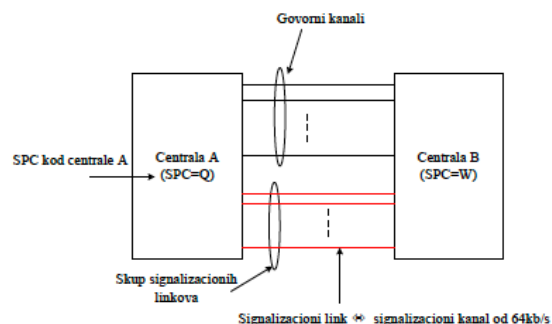 Govorni kanali
SPC kod centrale A
Centrala A
(SPC=Q)
Centrala B
(SPC=W)
Skup signalizacionih
linkova
Signalizacioni link ⇔ signalizacioni kanal od 64kb/s